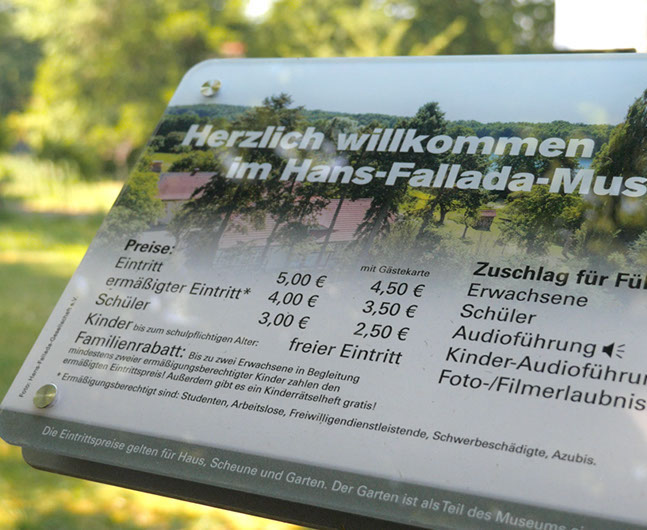 Herzlich willkommen
im Hans-Fallada-Mus
Preise:
mit Gästekarte
Eintritt 5,00 € 4,50 €
ermäßigter Eintritt* 4,00 € 3,50 €
Schüler 3,00 € 2,50 €
Kinder bis zum schulpflichtigen Alter: freier Eintritt
Familienrabatt: Bis zu zwei Erwachsene in Begleitung
mindestens zweier ermäßigungsberechtigter Kinder zahlen den
ermäßigten Eintrittspreis! Außerdem gibt es ein Kinderrätselheft gratis!
* Ermäßigungsberechtigt sind: Studenten, Arbeitslose, Freiwilligendienstleistende, Schwerbeschädigte, Azubis.
Zuschlag für Fü
Erwachsene
Schüler
Audioführung
Kinder-Audioführun
Foto-/Filmerlaubnis
Die Eintrittspreise gelten für Haus, Scheune und Garten. Der Garten ist als Teil des Museums
Foto: Hans-Fallada-Gesellschaft, e.V.